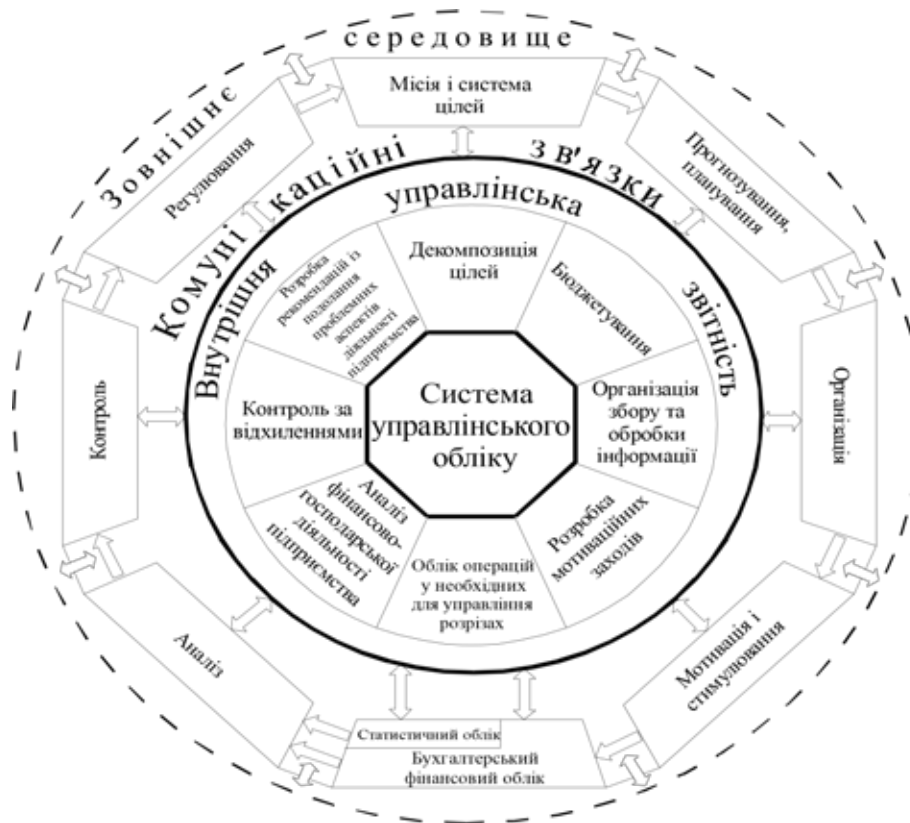 Зовнішнє середовище
Місія і система
цілей
Прогнозування,
планування
Організація
Мотивація і
стимулювання
Статистичний облік
Бухгалтерський
фінансовий облік
Аналіз
Контроль
Регулювання
Комуні каційні зв'язки
Внутрішня управлінська звітність
Декомпозиція
цілей
Бюджетування
Організація
збору та
обробки
інформації
Розробка
мотиваційних
заходів
Облік операцій
у необхідних
для управління
розрізах
Аналіз
фінансово-
господарської
діяльності
підприємства
Контроль за
відхиленнями
Розробка
рекомендацій із
подолання
проблемних
аспектів
діяльності
підприємства
Система
управлінського
обліку